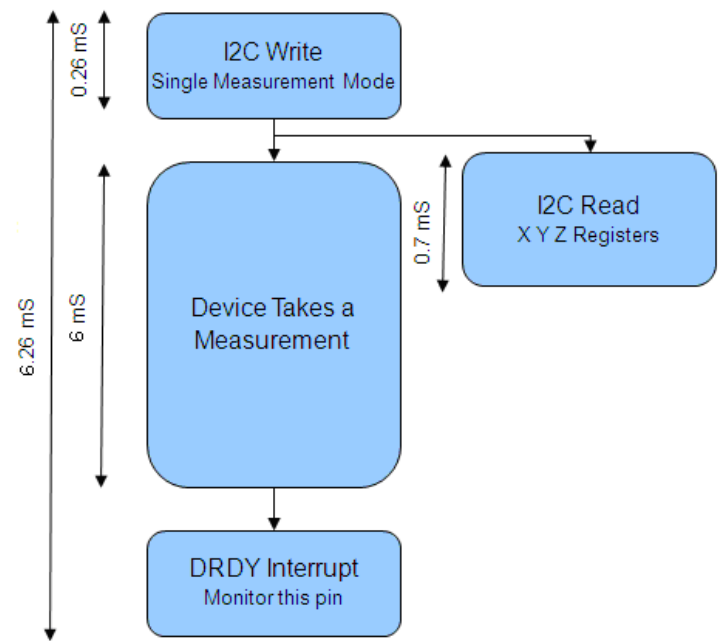 0.26 mS
I2C Write
Single Measurement Mode
6.26 mS
6 mS
Device Takes a
Measurement
0.7 mS
I2C Read
X Y Z Registers
DRDY Interrupt
Monitor this pin